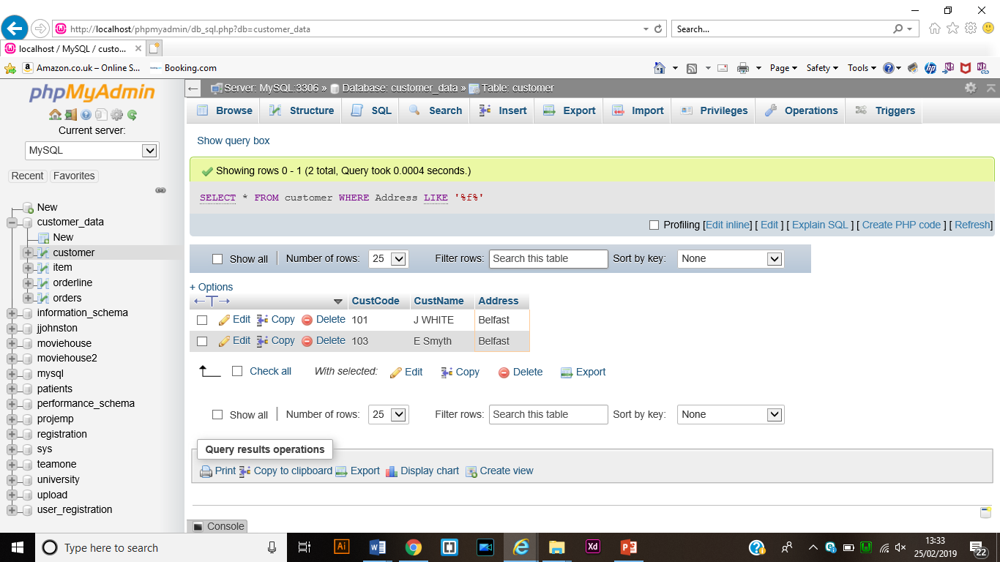 http://localhost/phpmyadmin/db_sql.php?db=customer_data
Search...
localhost / MySQL / custo...
Amazon.co.uk – Online S...
Booking.com
Page
Safety
Tools
phpMyAdmin
Current server:
MySQL
Recent
Favorites
New
customer_data
New
customer
item
orderline
orders
information_schema
jjohnston
moviehouse
moviehouse2
mysql
patients
performance_schema
projemp
registration
sys
teamone
university
upload
user_registration
Server: MySQL:3306 » Database: customer_data » Table: customer
Browse
Structure
SQL
Search
Insert
Export
Import
Privileges
Operations
Triggers
Show query box
Showing rows 0 - 1 (2 total, Query took 0.0004 seconds.)
SELECT * FROM customer WHERE Address LIKE '%f%'
Profiling [Edit inline] [ Edit ] [ Explain SQL ] [ Create PHP code ] [ Refresh]
Show all Number of rows: 25 Filter rows: Search this table Sort by key: None
+ Options
CustCode CustName Address
Edit Copy Delete 101 J WHITE Belfast
Edit Copy Delete 103 E Smyth Belfast
Check all With selected: Edit Copy Delete Export
Show all Number of rows: 25 Filter rows: Search this table Sort by key: None
Query results operations
Print Copy to clipboard Export Display chart Create view
Console
Type here to search
Ai
Xd
13:33
25/02/2019
22